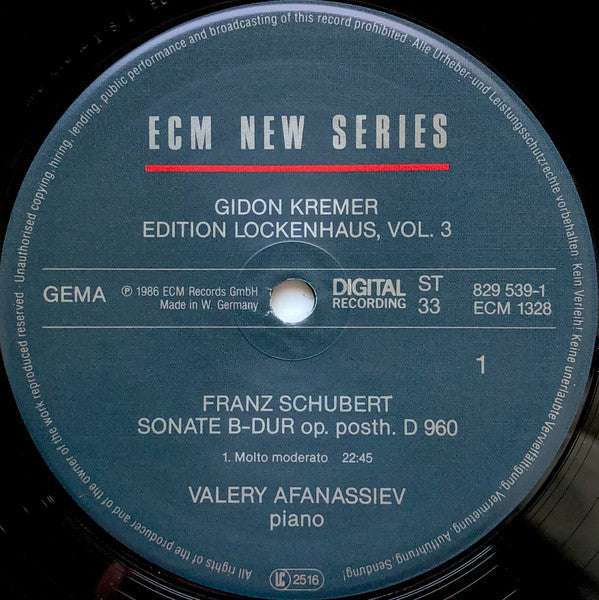 ECM NEW SERIES
GIDON KREMER
EDITION LOCKENHAUS, VOL. 3
GEMA
℗ 1986 ECM Records GmbH
Made in W. Germany
DIGITAL
RECORDING
ST
33
829 539-1
ECM 1328
1
FRANZ SCHUBERT
SONATE B-DUR op. posth. D 960
1. Molto moderato 22:45
VALERY AFANASSIEV
piano
LC 2516
All rights of the producer and of the owner of the work reproduced reserved · Unauthorised copying, hiring, lending, public performance and broadcasting of this record prohibited · Alle Urheber-und Leistungsschutzrechte vorbehalten · Kein Verleih! Keine unerlaubte Vervielfältigung, Vermietung, Aufführung, Sendung!